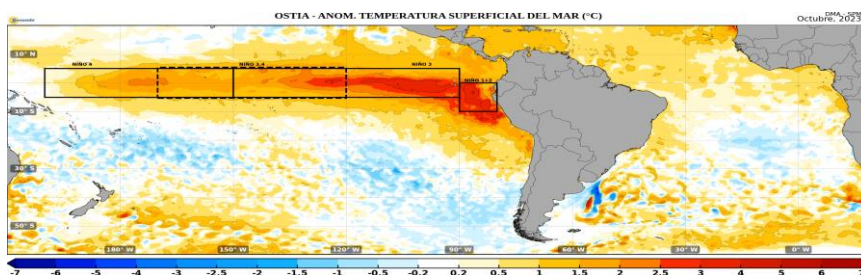 OSTIA - ANOM. TEMPERATURA SUPERFICIAL DEL MAR (°C)
DMA - SPM
Octubre, 2023
10° N
NIÑO 4
NIÑO 3.4
NIÑO 3
NIÑO 1+2
10° S
30° S
50° S
180° W
150° W
120° W
90° W
60° W
30° W
0° W
-7 -6 -5 -4 -3 -2.5 -2 -1.5 -1 -0.5 -0.2 0.2 0.5 1 1.5 2 2.5 3 4 5 6 7